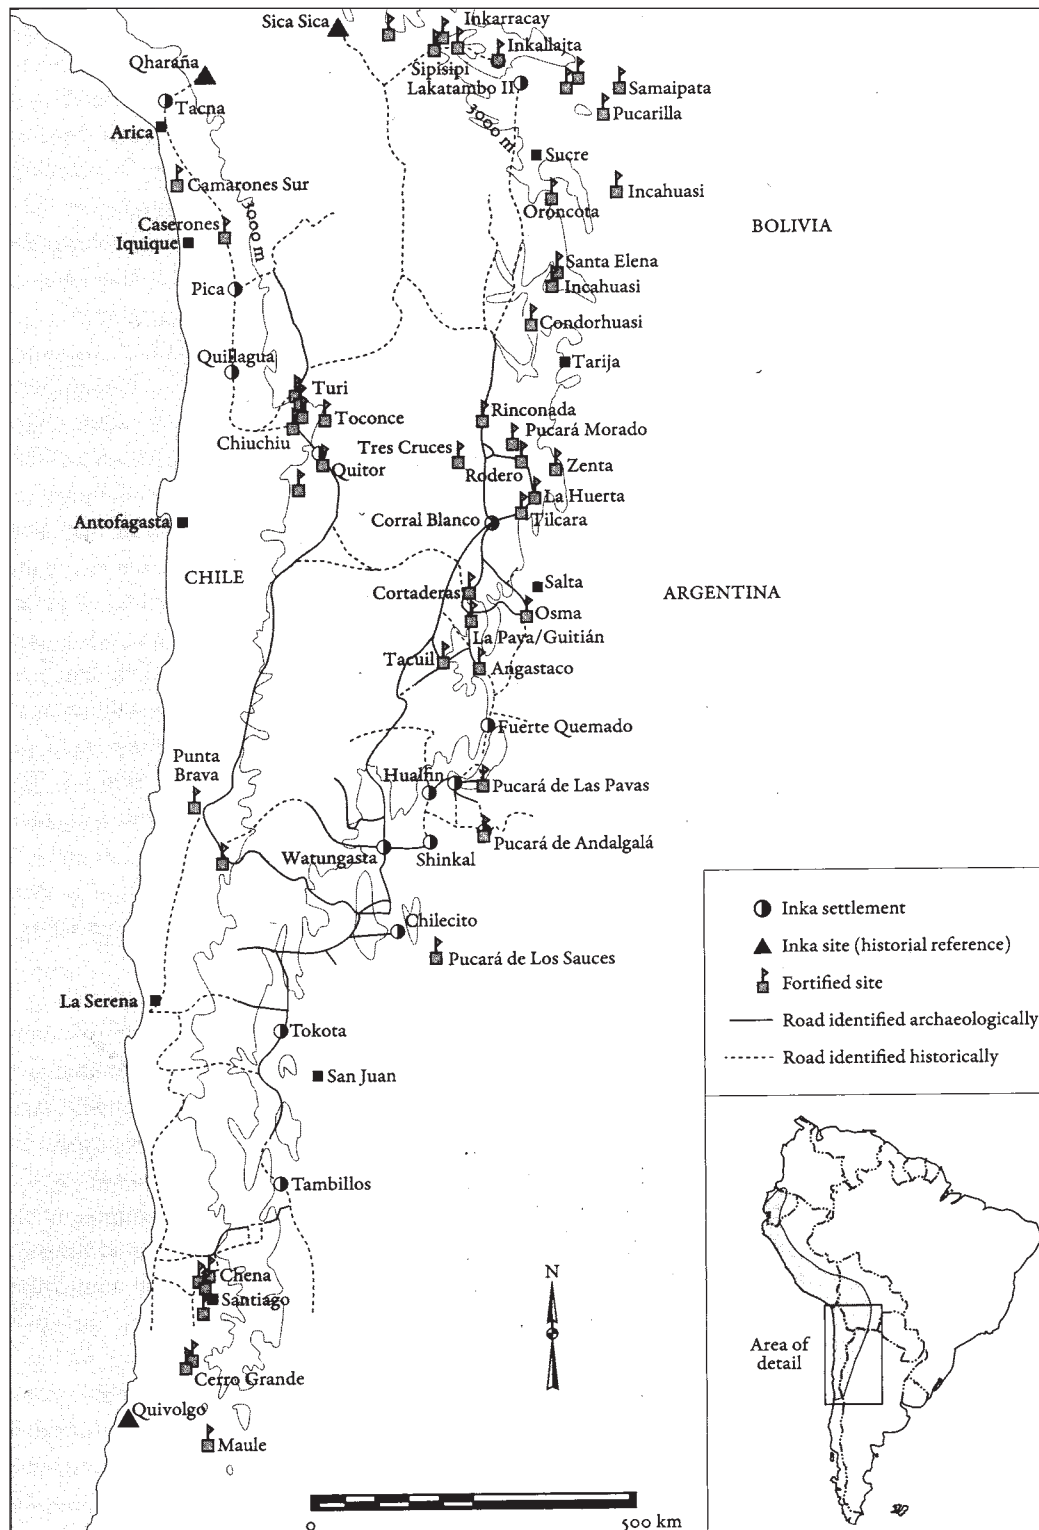 Sica Sica
Inkarracay
Inkallajta
Sipisipi
Lakatambo II
Samaipata
Pucarilla
Qharaña
Tacna
Arica
3000 m
Sucre
Camarones Sur
Incahuasi
Oroncota
Caserones
Iquique
3000 m
BOLIVIA
Santa Elena
Incahuasi
Pica
Condorhuasi
Quillagua
Tarija
Turi
Toconce
Rinconada
Chiuchiu
Pucará Morado
Tres Cruces
Rodero
Zenta
Quitor
La Huerta
Tilcara
Antofagasta
Corral Blanco
CHILE
Salta
Cortaderas
ARGENTINA
Osma
La Paya/Guitián
Tacuil
Angastaco
Fuerte Quemado
Punta
Brava
Hualfin
Pucará de Las Pavas
Watungasta
Shinkal
Pucará de Andalgalá
Chilecito
Pucará de Los Sauces
La Serena
Tokota
San Juan
Tambillos
Chena
Santiago
Cerro Grande
Quivolgo
Maule
N
0
500 km
Inka settlement
Inka site (historial reference)
Fortified site
Road identified archaeologically
Road identified historically
Area of
detail